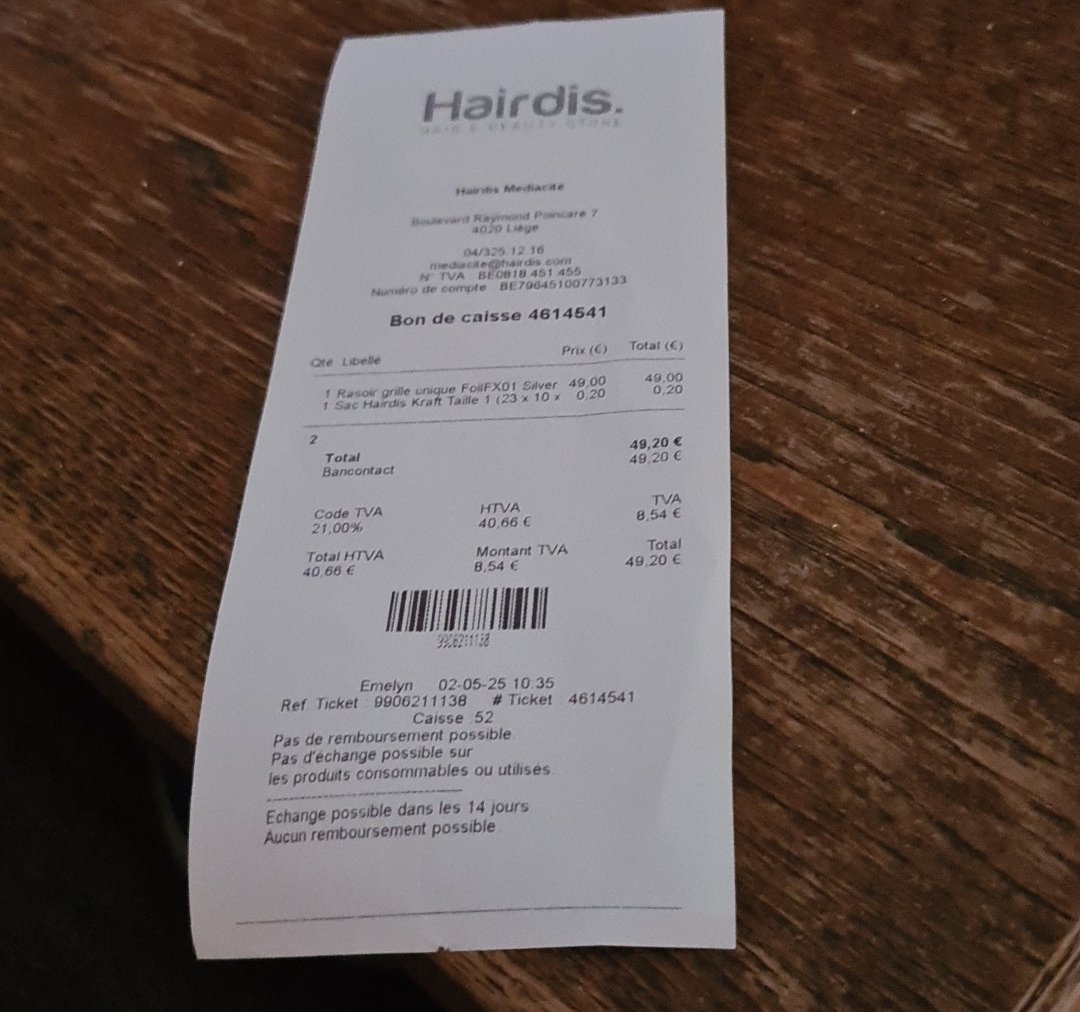 Hairdis.
HAIR & BEAUTY STORE
Hairdis Mediacité
Boulevard Raymond Poincaré 7
4020 Liège
04/325 12 16
mediacite@hairdis.com
N° TVA BE0818 451 455
Numéro de compte BE79645100773133
Bon de caisse 4614541
Qté Libellé Prix (€) Total (€)
1 Rasoir grille unique FoilFX01 Silver 49,00 49,00
1 Sac Hairdis Kraft Taille 1 (23 x 10 x 0,20 0,20
2
Total 49,20 €
Bancontact 49,20 €
Code TVA HTVA TVA
21,00% 40,66 € 8,54 €
Total HTVA Montant TVA Total
40,66 € 8,54 € 49,20 €
9906211138
Emelyn 02-05-25 10:35
Ref Ticket : 9906211138 # Ticket : 4614541
Caisse :52
Pas de remboursement possible.
Pas d'échange possible sur
les produits consommables ou utilisés
Echange possible dans les 14 jours
Aucun remboursement possible.